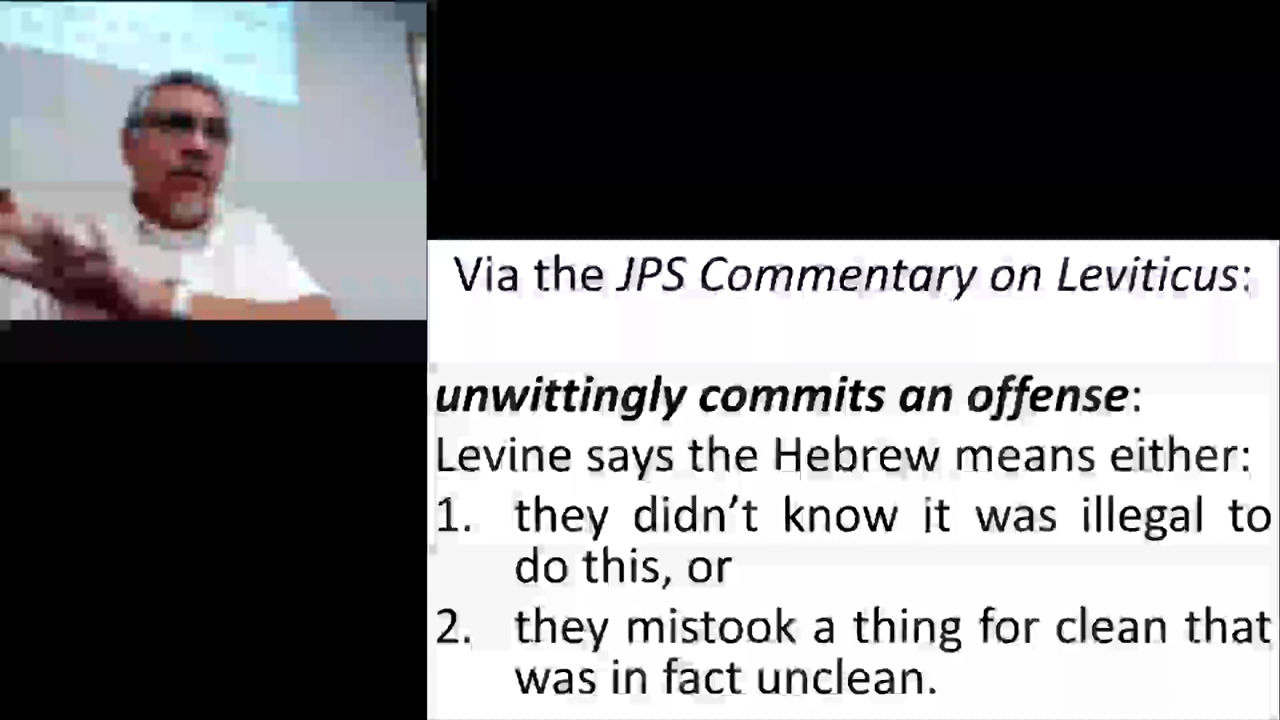 Via the JPS Commentary on Leviticus:
unwittingly commits an offense:
Levine says the Hebrew means either:
1. they didn’t know it was illegal to
do this, or
2. they mistook a thing for clean that
was in fact unclean.